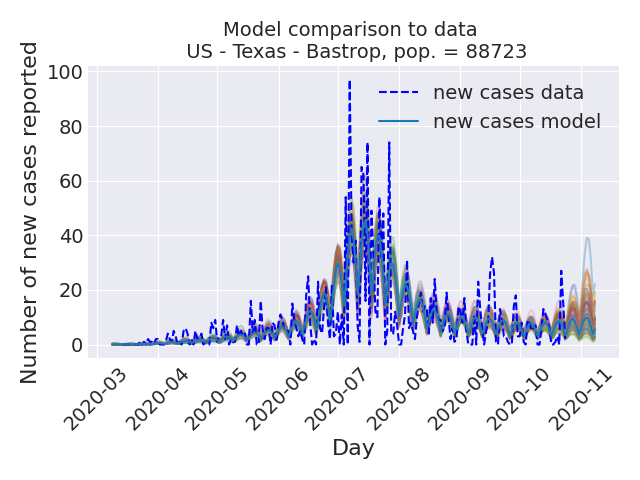 Model comparison to data
US - Texas - Bastrop, pop. = 88723
Number of new cases reported
100
80
60
40
20
0
new cases data
new cases model
2020-03
2020-04
2020-05
2020-06
2020-07
2020-08
2020-09
2020-10
2020-11
Day